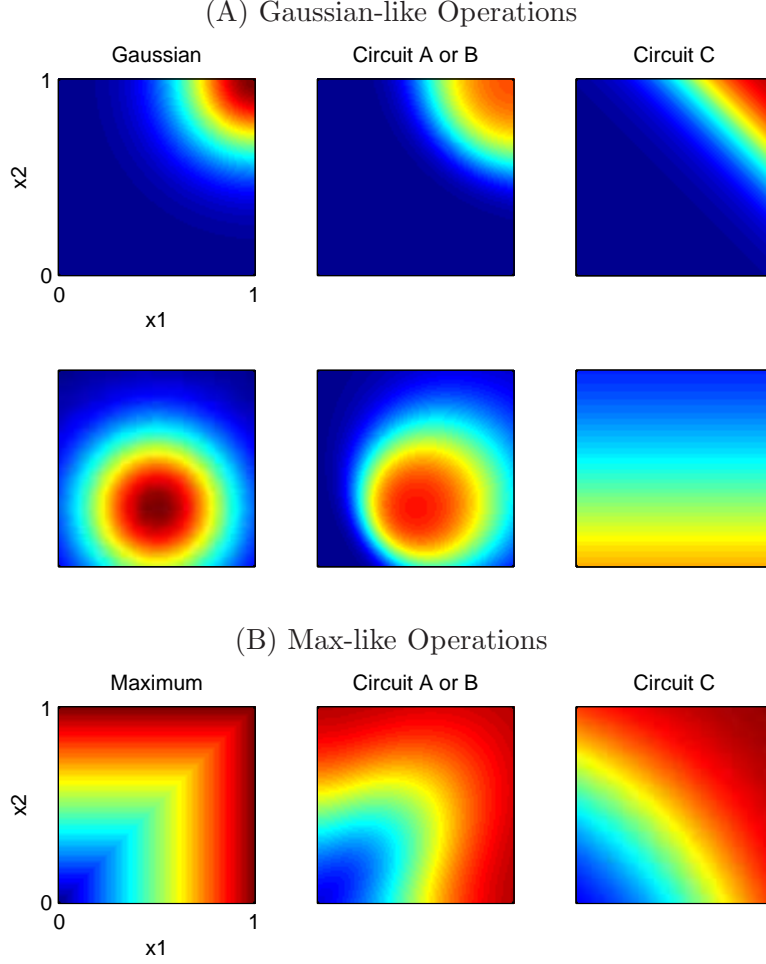 (A) Gaussian-like Operations
Gaussian Circuit A or B Circuit C
1
x2
0
0 1
x1
(B) Max-like Operations
Maximum Circuit A or B Circuit C
1
x2
0
0 1
x1